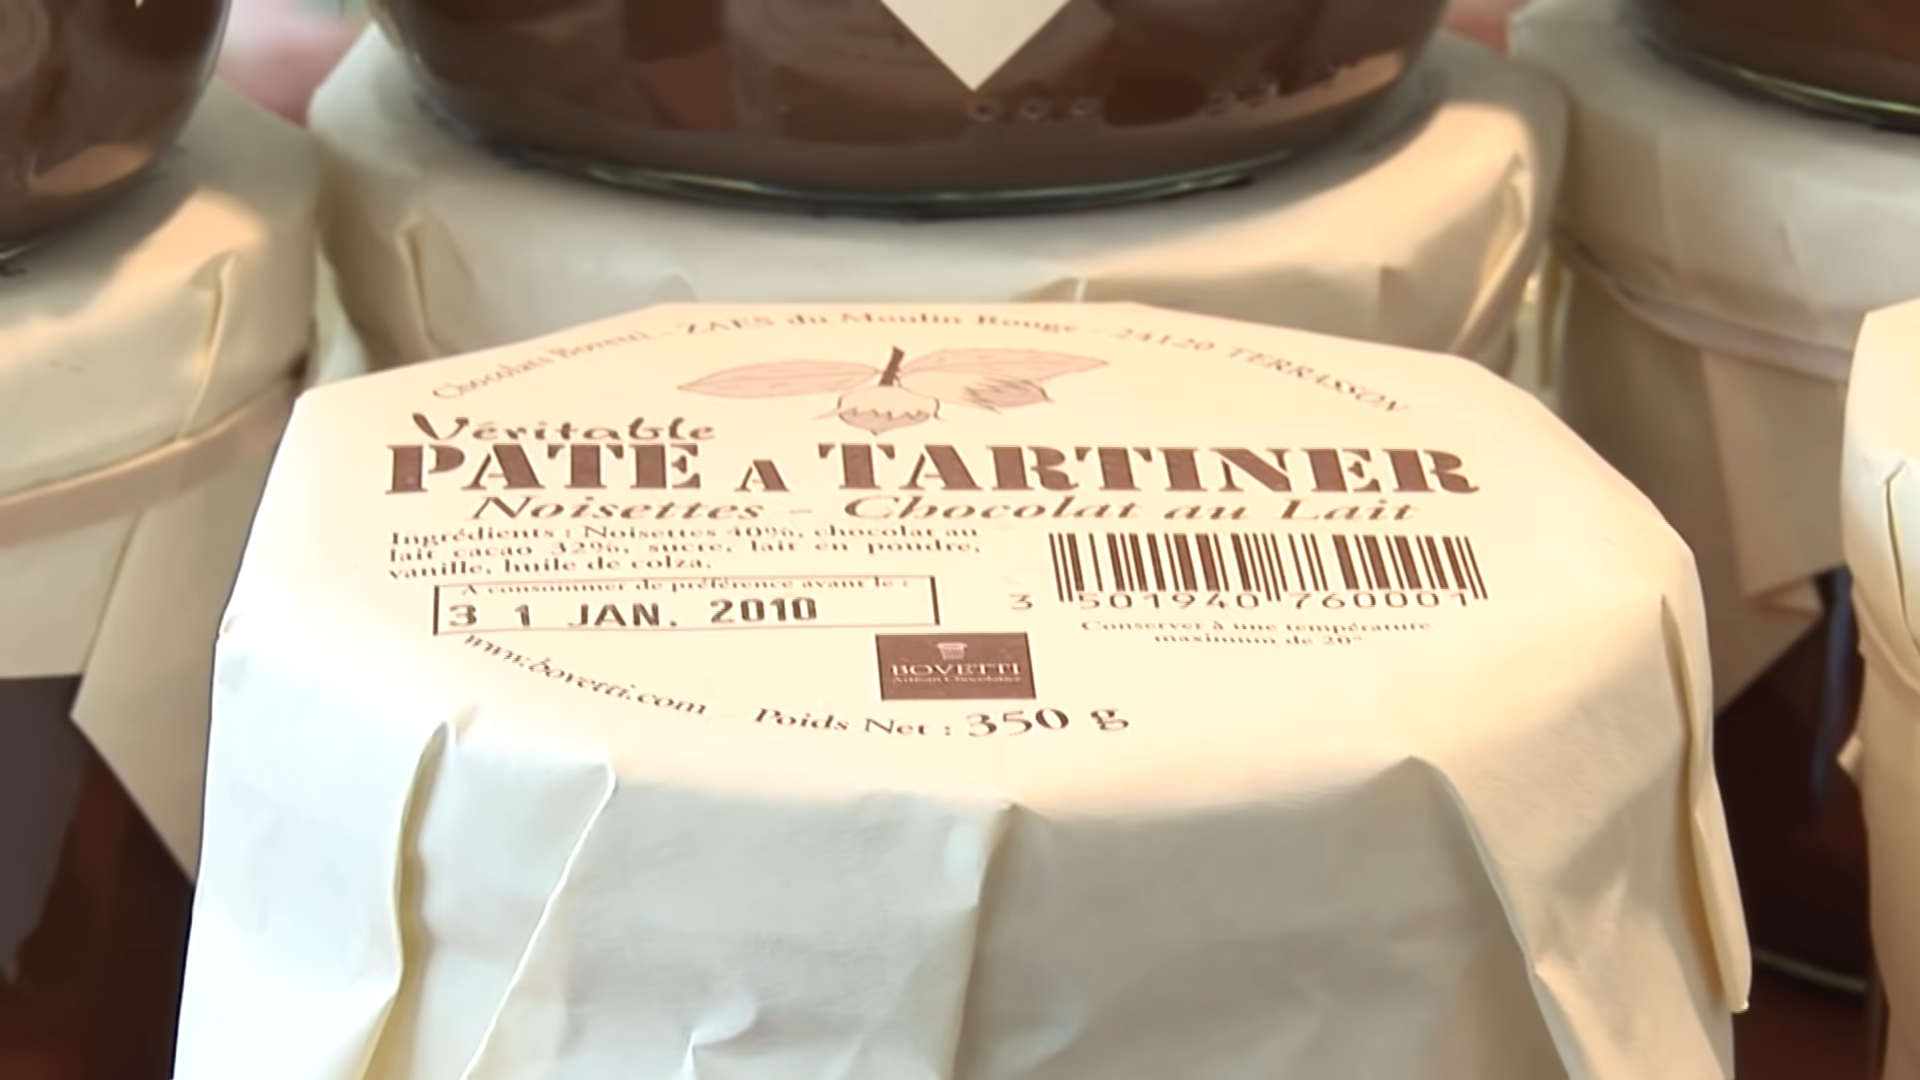 Chocolats Bovetti - ZAES du Moulin Rouge - 24120 TERRASSON
Véritable
PATE A TARTINER
Noisettes - Chocolat au Lait
Ingrédients : Noisettes 40%, chocolat au
lait cacao 32%, sucre, lait en poudre,
vanille, huile de colza.
A consommer de préférence avant le :
3 1 JAN. 2010
3 501940 760001
Conserver à une température
maximum de 20°
BOVETTI
Artisan Chocolatier
www.bovetti.com
Poids Net : 350 g